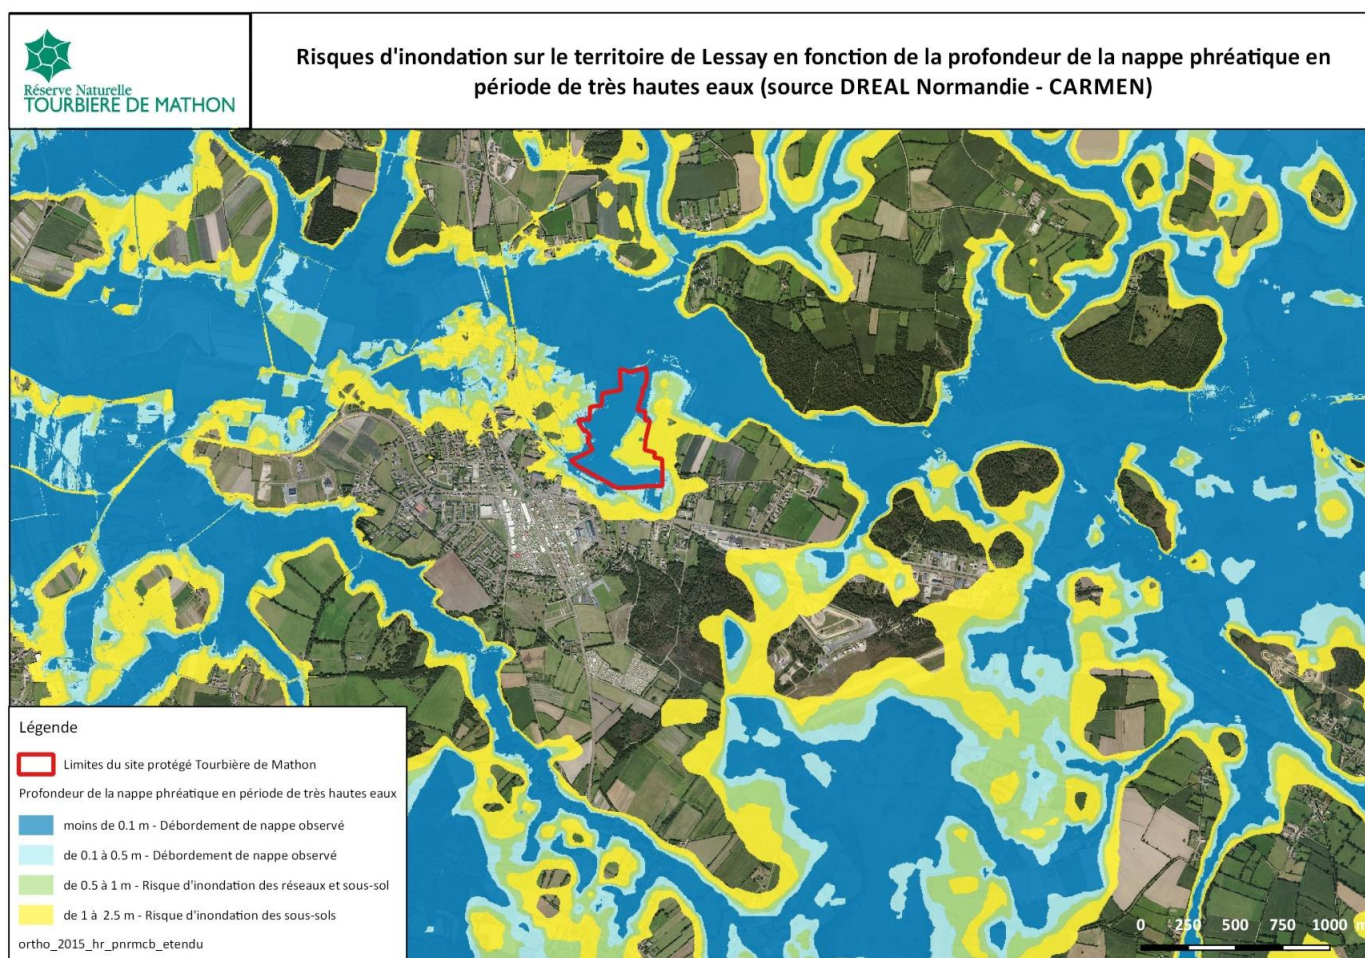 Réserve Naturelle
TOURBIÈRE DE MATHON
Risques d'inondation sur le territoire de Lessay en fonction de la profondeur de la nappe phréatique en
période de très hautes eaux (source DREAL Normandie - CARMEN)
Légende
Limites du site protégé Tourbière de Mathon
Profondeur de la nappe phréatique en période de très hautes eaux
moins de 0.1 m - Débordement de nappe observé
de 0.1 à 0.5 m - Débordement de nappe observé
de 0.5 à 1 m - Risque d'inondation des réseaux et sous-sol
de 1 à 2.5 m - Risque d'inondation des sous-sols
ortho_2015_hr_pnrmcb_etendu
0 250 500 750 1000 m